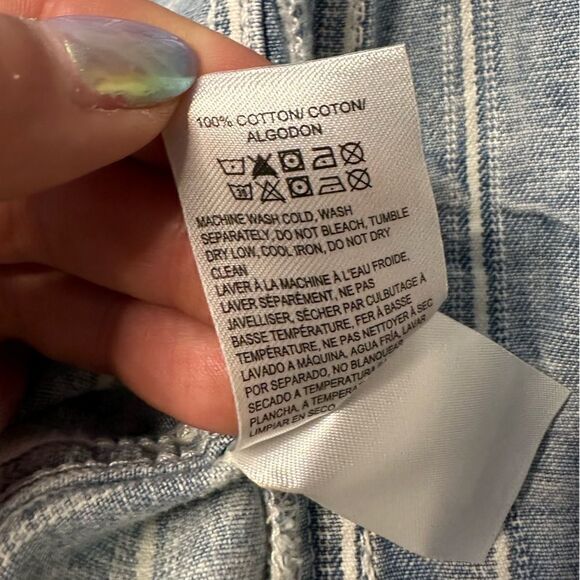 100% COTTON/ COTON/
ALGODON
30
MACHINE WASH COLD, WASH
SEPARATELY, DO NOT BLEACH, TUMBLE
DRY LOW, COOL IRON, DO NOT DRY
CLEAN
LAVER À LA MACHINE À L'EAU FROIDE,
LAVER SÉPARÉMENT, NE PAS
JAVELLISER, SÉCHER PAR CULBUTAGE À
BASSE TEMPÉRATURE, FER À BASSE
TEMPÉRATURE, NE PAS NETTOYER À SEC
LAVADO A MÁQUINA, AGUA FRÍA, LAVAR
POR SEPARADO, NO BLANQUEAR
SECADO A TEMPERATURA
PLANCHA, A TEMPERATURA
LIMPIAR EN SECO